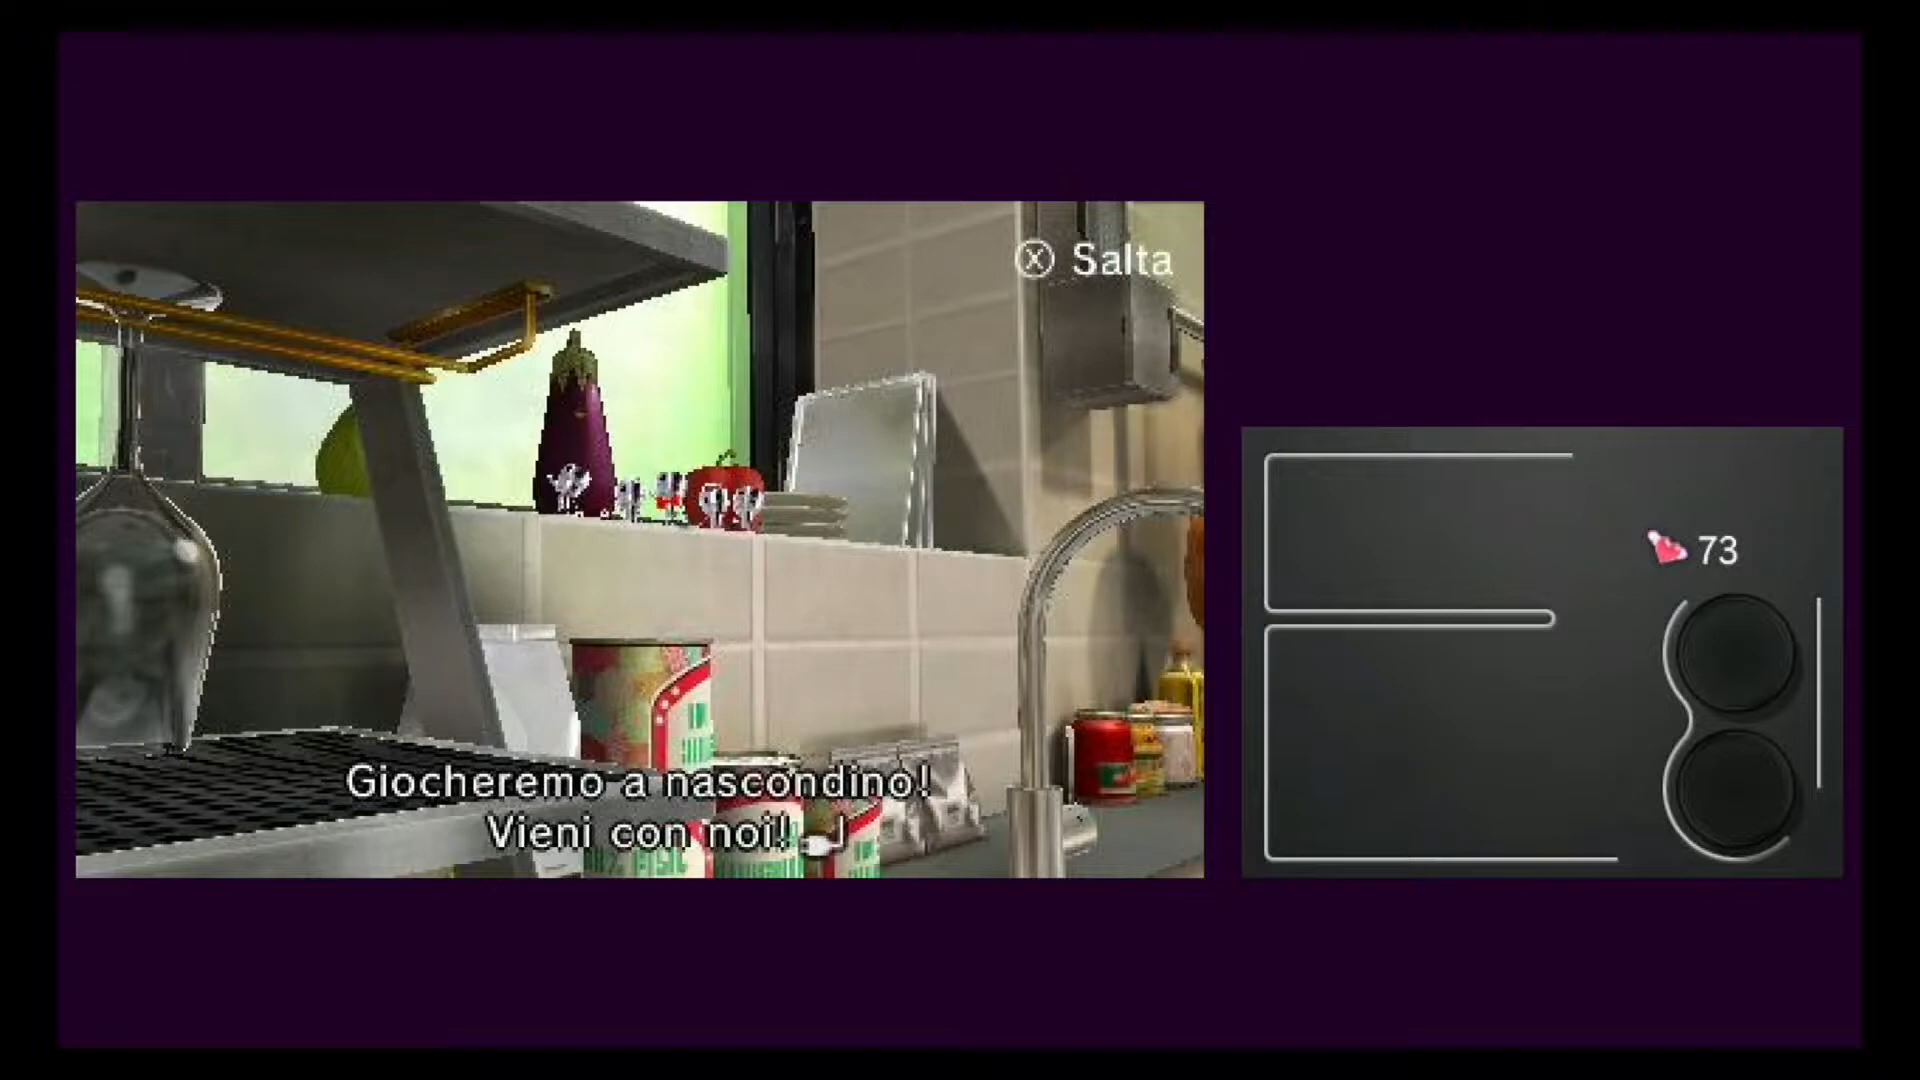 Ⓧ Salta
Giocheremo a nascondino!
Vieni con noi!
73